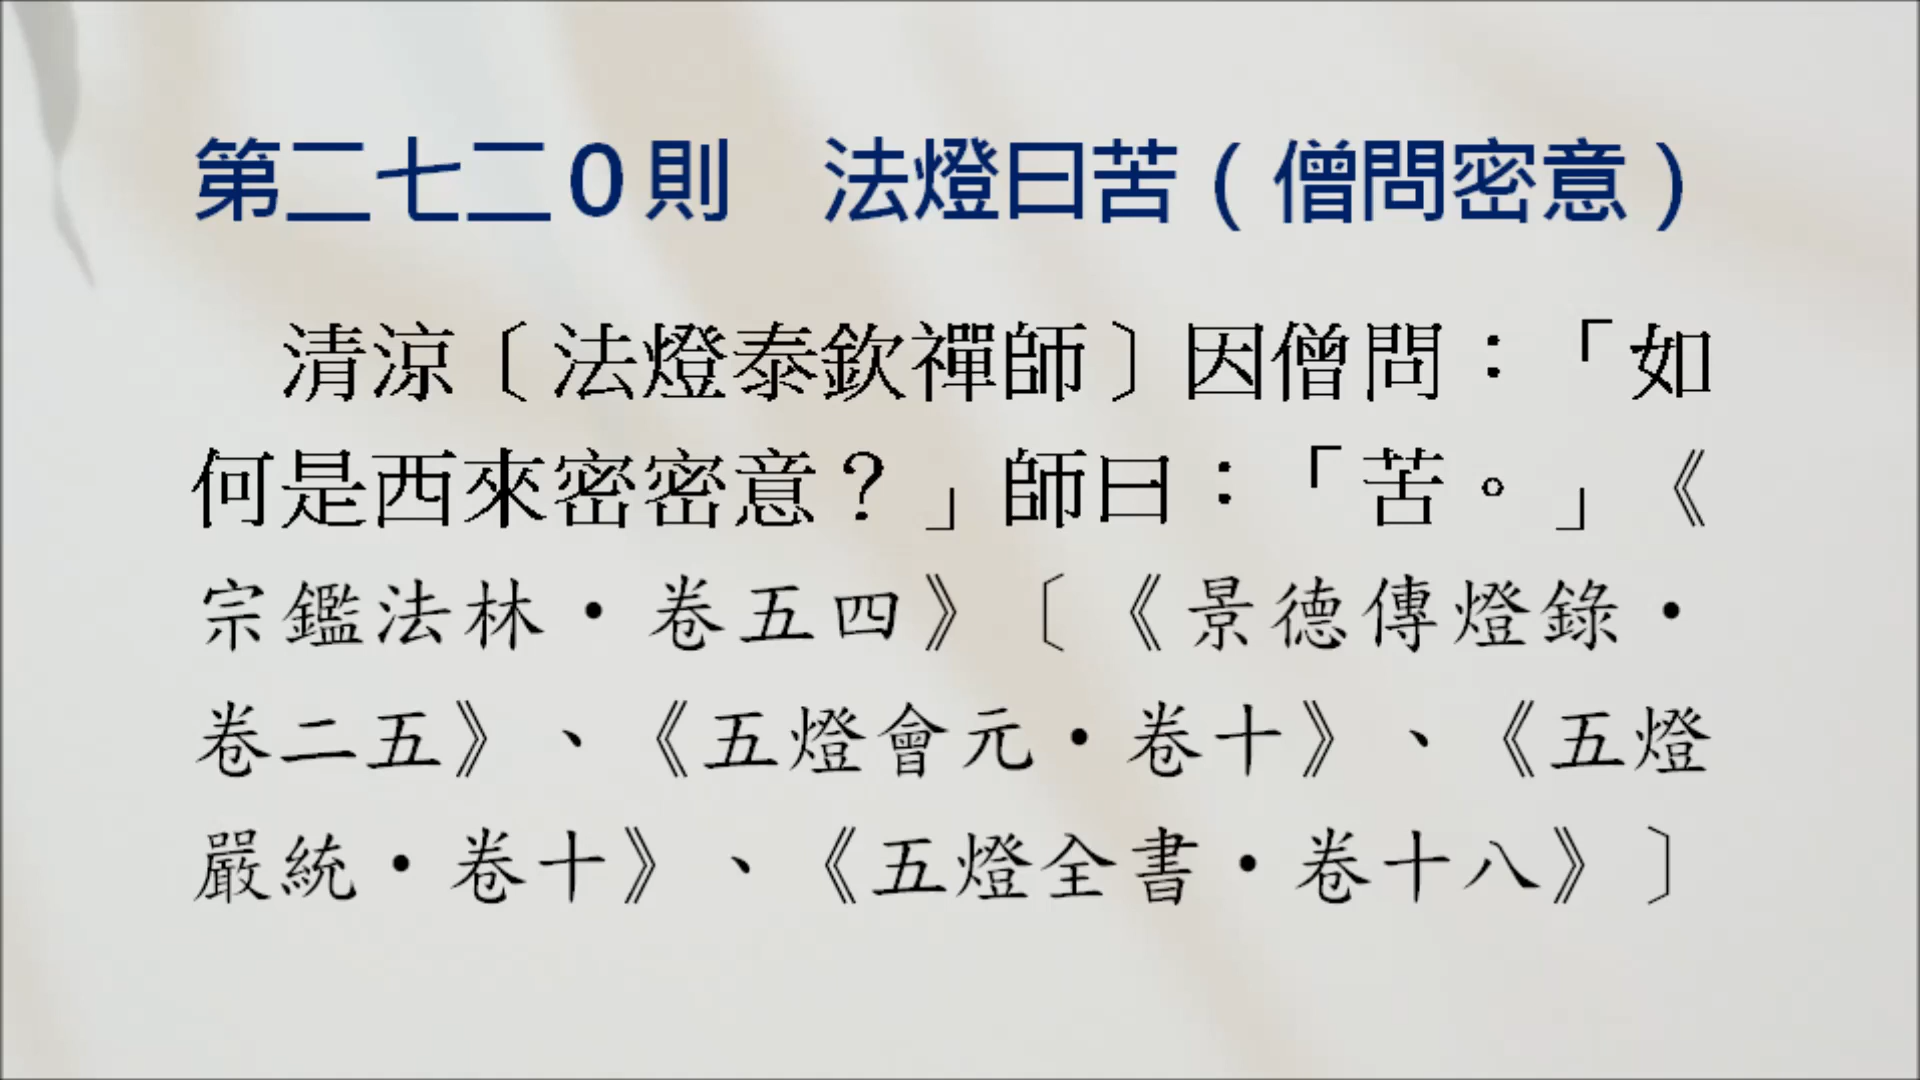 第二七二0則　法燈曰苦（僧問密意）
清涼〔法燈泰欽禪師〕因僧問：「如
何是西來密密意？」師曰：「苦。」《
宗鑑法林・卷五四》〔《景德傳燈錄・
卷二五》、《五燈會元・卷十》、《五燈
嚴統・卷十》、《五燈全書・卷十八》〕